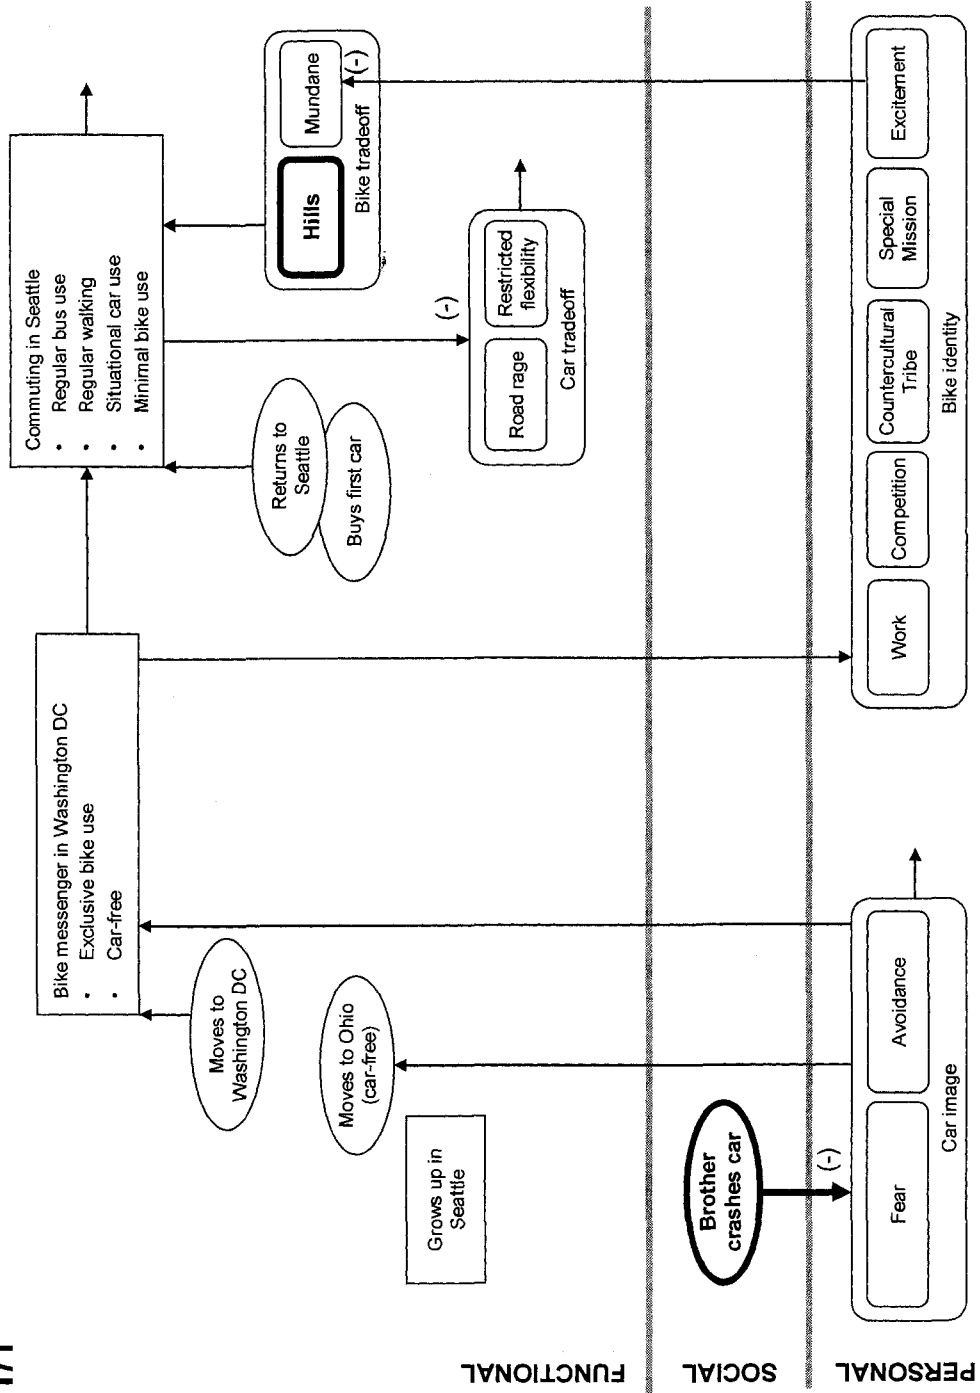 Commuting in Seattle
• Regular bus use
• Regular walking
• Situational car use
• Minimal bike use
Bike messenger in Washington DC
• Exclusive bike use
• Car-free
Moves to
Washington DC
Moves to Ohio
(car-free)
Grows up in
Seattle
Returns to
Seattle
Buys first car
Hills
Mundane
(-)
Bike tradeoff
(-)
Road rage
Restricted
flexibility
Car tradeoff
FUNCTIONAL
Brother
crashes car
(-)
SOCIAL
Fear
Avoidance
Car image
Work
Competition
Countercultural
Tribe
Special
Mission
Excitement
Bike identity
PERSONAL